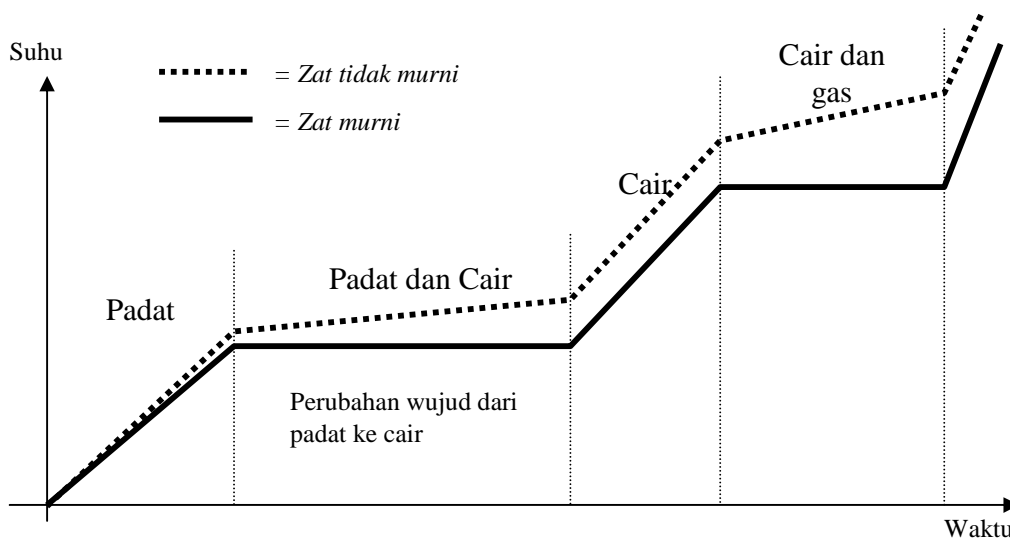 Suhu
= Zat tidak murni
= Zat murni
Cair dan
gas
Cair
Padat dan Cair
Padat
Perubahan wujud dari
padat ke cair
Waktu